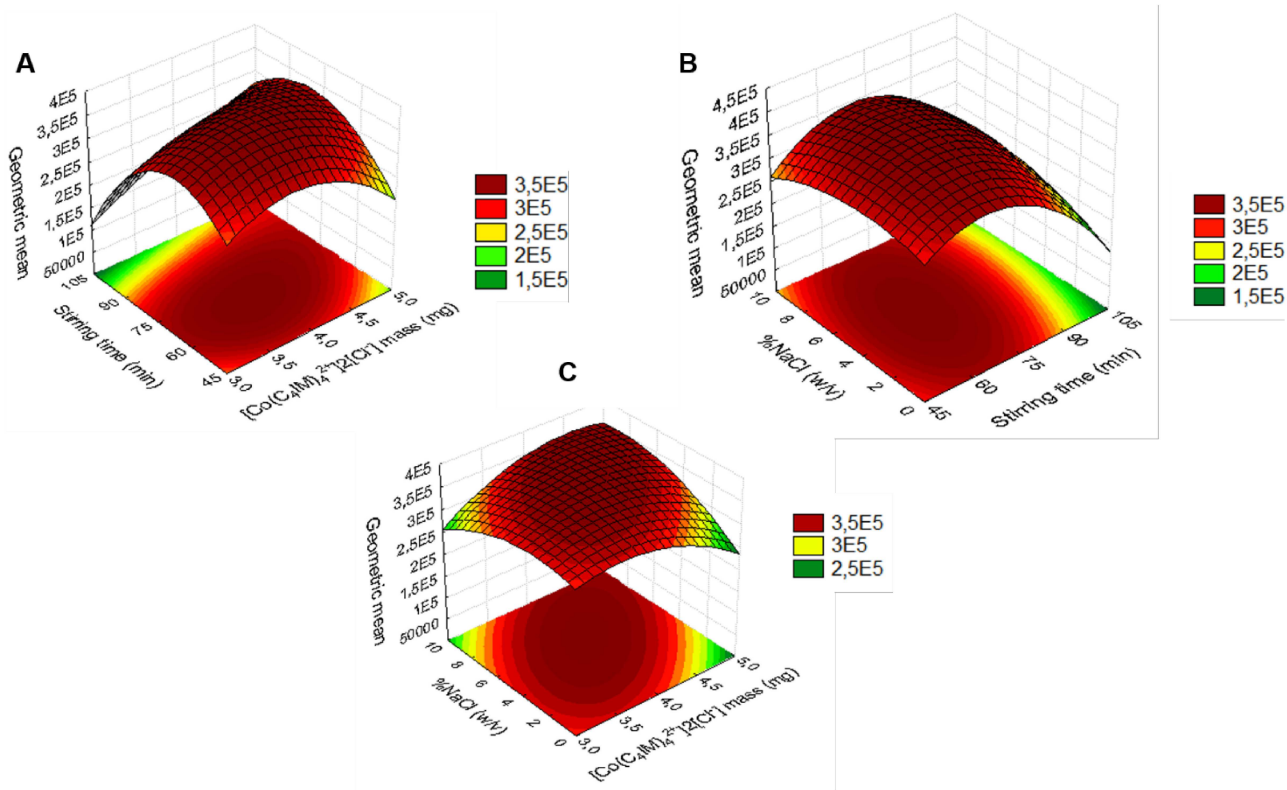 A
4E5
3,5E5
3E5
2,5E5
2E5
1,5E5
1E5
50000
Geometric mean
105
90
75
60
45
Stirring time (min)
3,0
3,5
4,0
4,5
5,0
[Co(C₄IM)₄²⁺]2[Cl⁻] mass (mg)
3,5E5
3E5
2,5E5
2E5
1,5E5
B
4,5E5
4E5
3,5E5
3E5
2,5E5
2E5
1,5E5
1E5
50000
Geometric mean
10
8
6
4
2
0
%NaCl (w/v)
45
60
75
90
105
Stirring time (min)
3,5E5
3E5
2,5E5
2E5
1,5E5
C
4E5
3,5E5
3E5
2,5E5
2E5
1,5E5
1E5
50000
Geometric mean
10
8
6
4
2
0
%NaCl (w/v)
3,0
3,5
4,0
4,5
5,0
[Co(C₄IM)₄²⁺]2[Cl⁻] mass (mg)
3,5E5
3E5
2,5E5